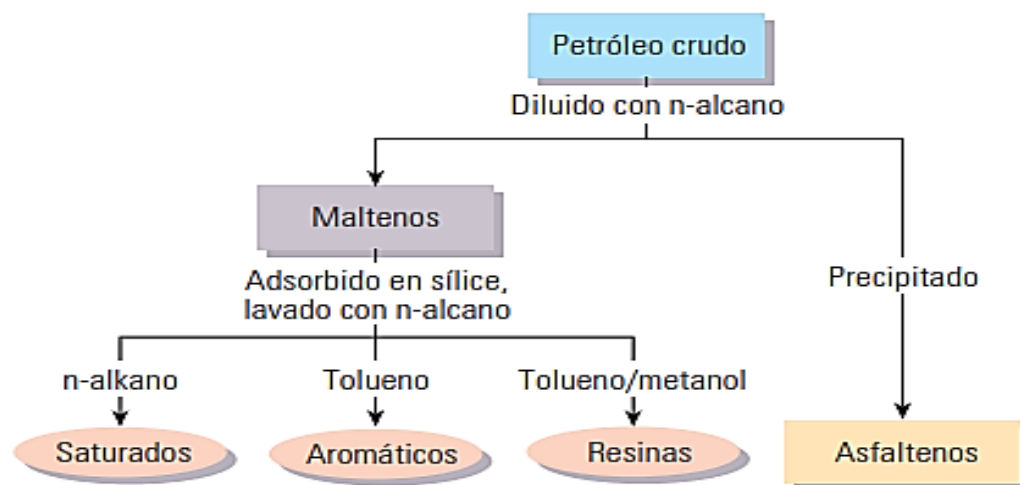 Petróleo crudo
Diluido con n-alcano
Maltenos
Adsorbido en sílice,
lavado con n-alcano
Precipitado
n-alkano
Tolueno
Tolueno/metanol
Saturados
Aromáticos
Resinas
Asfaltenos